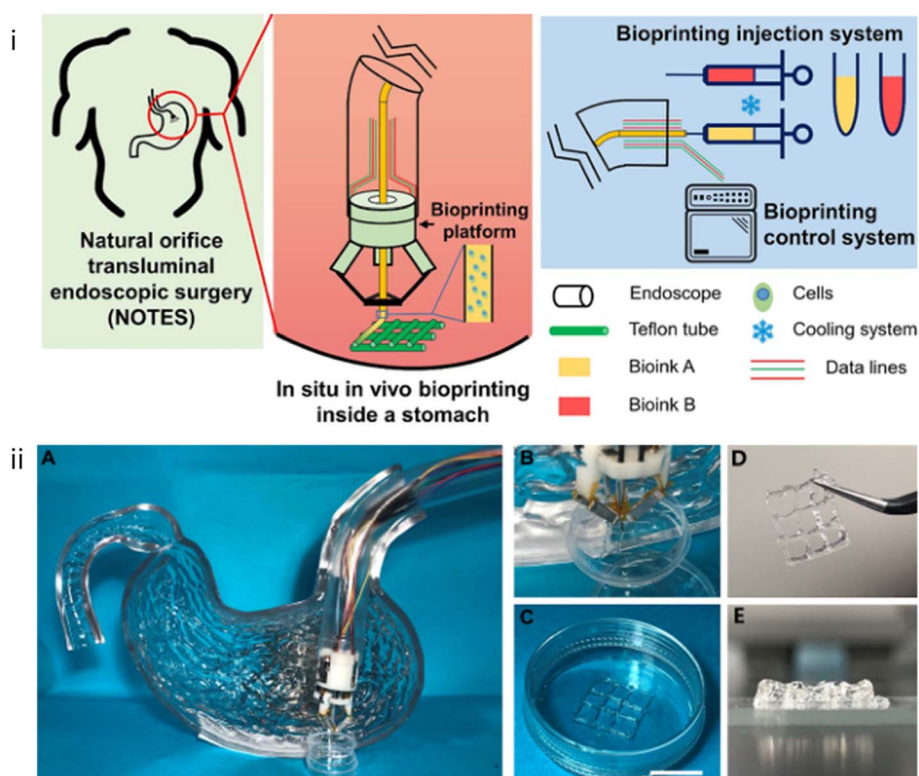 i
Natural orifice
transluminal
endoscopic surgery
(NOTES)
Bioprinting
platform
In situ in vivo bioprinting
inside a stomach
Bioprinting injection system
Bioprinting
control system
Endoscope
Cells
Teflon tube
Cooling system
Bioink A
Data lines
Bioink B
ii
A
B
C
D
E